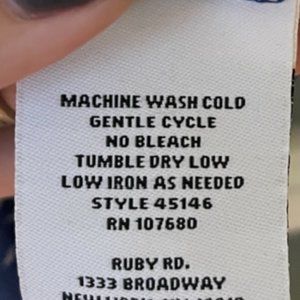 MACHINE WASH COLD
GENTLE CYCLE
NO BLEACH
TUMBLE DRY LOW
LOW IRON AS NEEDED
STYLE 45146
RN 107680
RUBY RD.
1333 BROADWAY